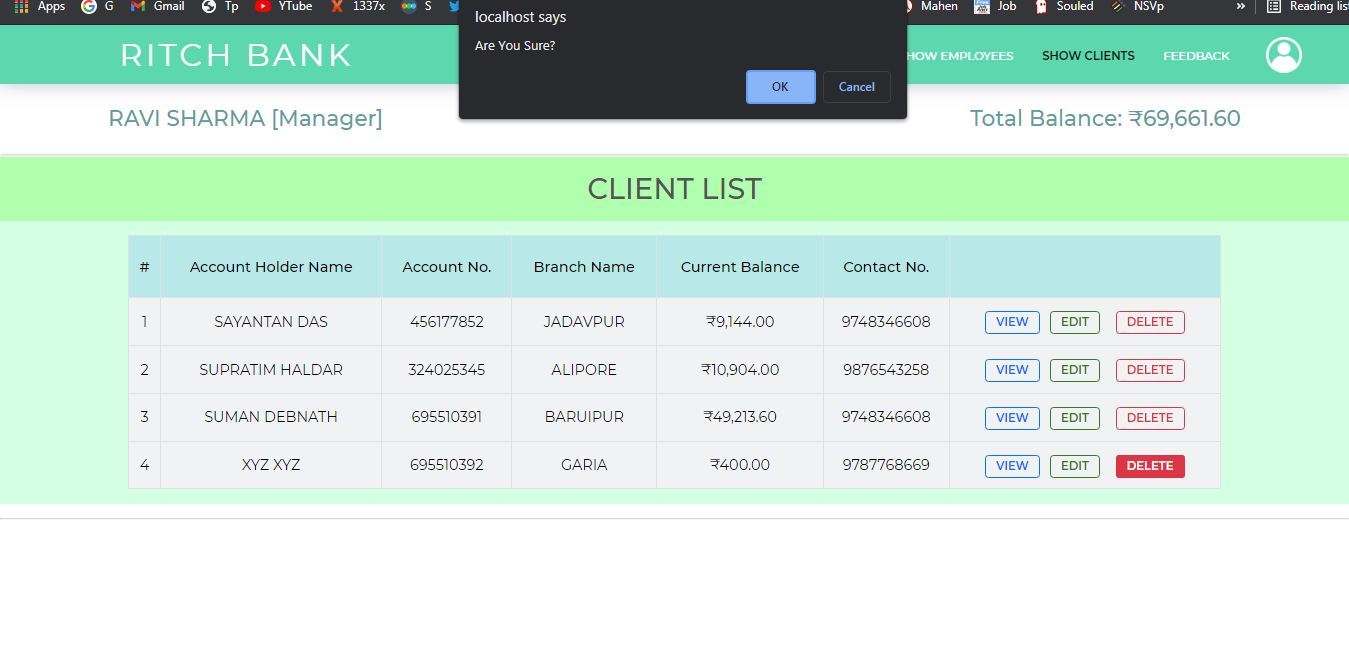 Apps G Gmail Tp YTube 1337x S Mahen Job Souled NSVp » Reading list
localhost says
Are You Sure?
OK Cancel
RITCH BANK HOW EMPLOYEES SHOW CLIENTS FEEDBACK
RAVI SHARMA [Manager] Total Balance: ₹69,661.60
CLIENT LIST
# Account Holder Name Account No. Branch Name Current Balance Contact No.
1 SAYANTAN DAS 456177852 JADAVPUR ₹9,144.00 9748346608 VIEW EDIT DELETE
2 SUPRATIM HALDAR 324025345 ALIPORE ₹10,904.00 9876543258 VIEW EDIT DELETE
3 SUMAN DEBNATH 695510391 BARUIPUR ₹49,213.60 9748346608 VIEW EDIT DELETE
4 XYZ XYZ 695510392 GARIA ₹400.00 9787768669 VIEW EDIT DELETE